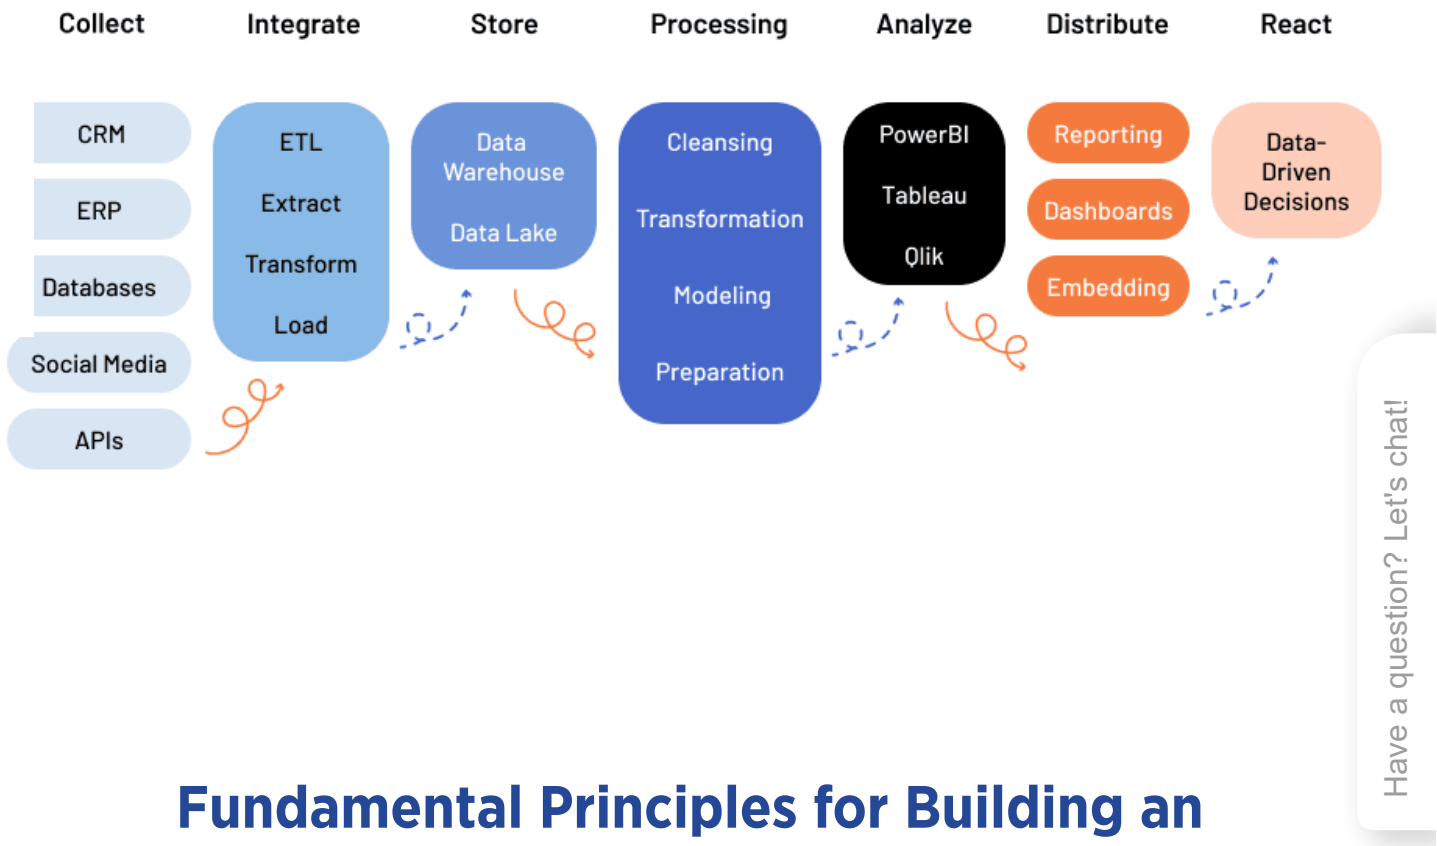 Collect
Integrate
Store
Processing
Analyze
Distribute
React
CRM
ERP
Databases
Social Media
APIs
ETL
Extract
Transform
Load
Data
Warehouse
Data Lake
Cleansing
Transformation
Modeling
Preparation
PowerBI
Tableau
Qlik
Reporting
Dashboards
Embedding
Data-
Driven
Decisions
Have a question? Let's chat!
Fundamental Principles for Building an